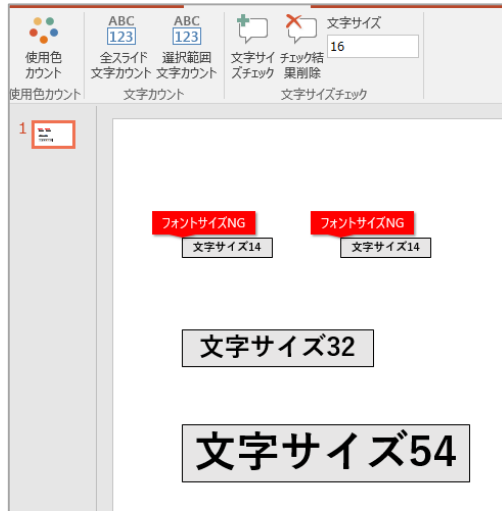 使用色
カウント
ABC
123
全スライド
文字カウント
ABC
123
選択範囲
文字カウント
文字サイ
ズチェック
チェック結
果削除
文字サイズ
16
使用色カウント
文字カウント
文字サイズチェック
1
フォントサイズNG
フォントサイズNG
文字サイズ14
文字サイズ14
文字サイズ32
文字サイズ54